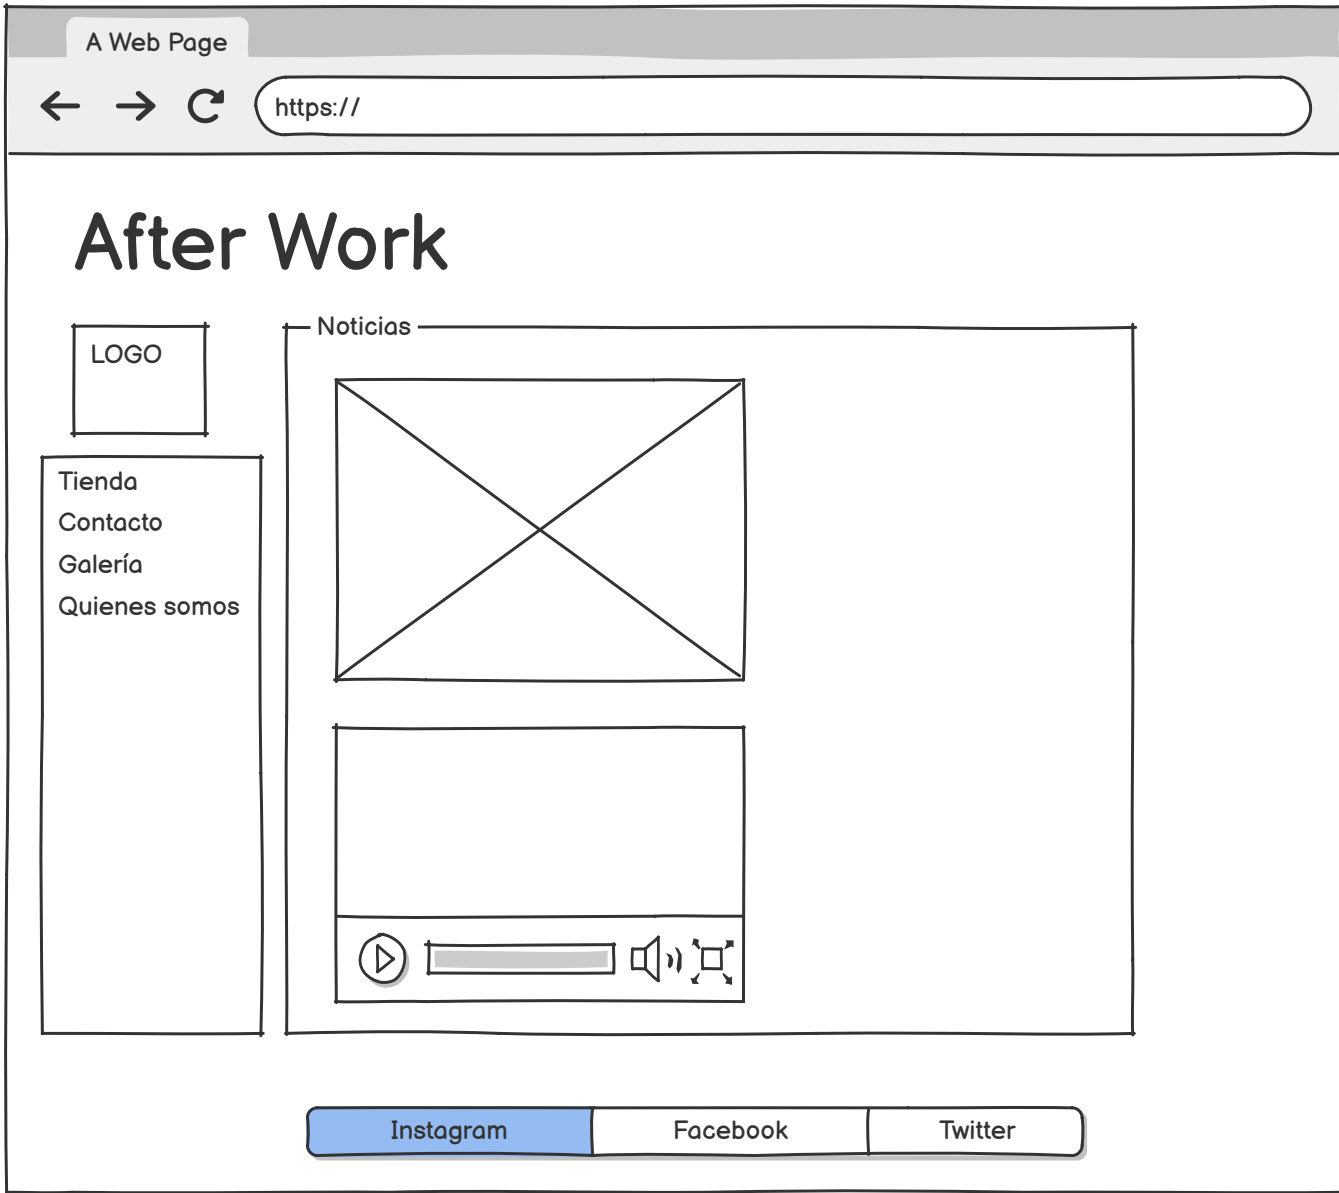 A Web Page
https://
After Work
LOGO
Noticias
Tienda
Contacto
Galería
Quienes somos
Instagram
Facebook
Twitter